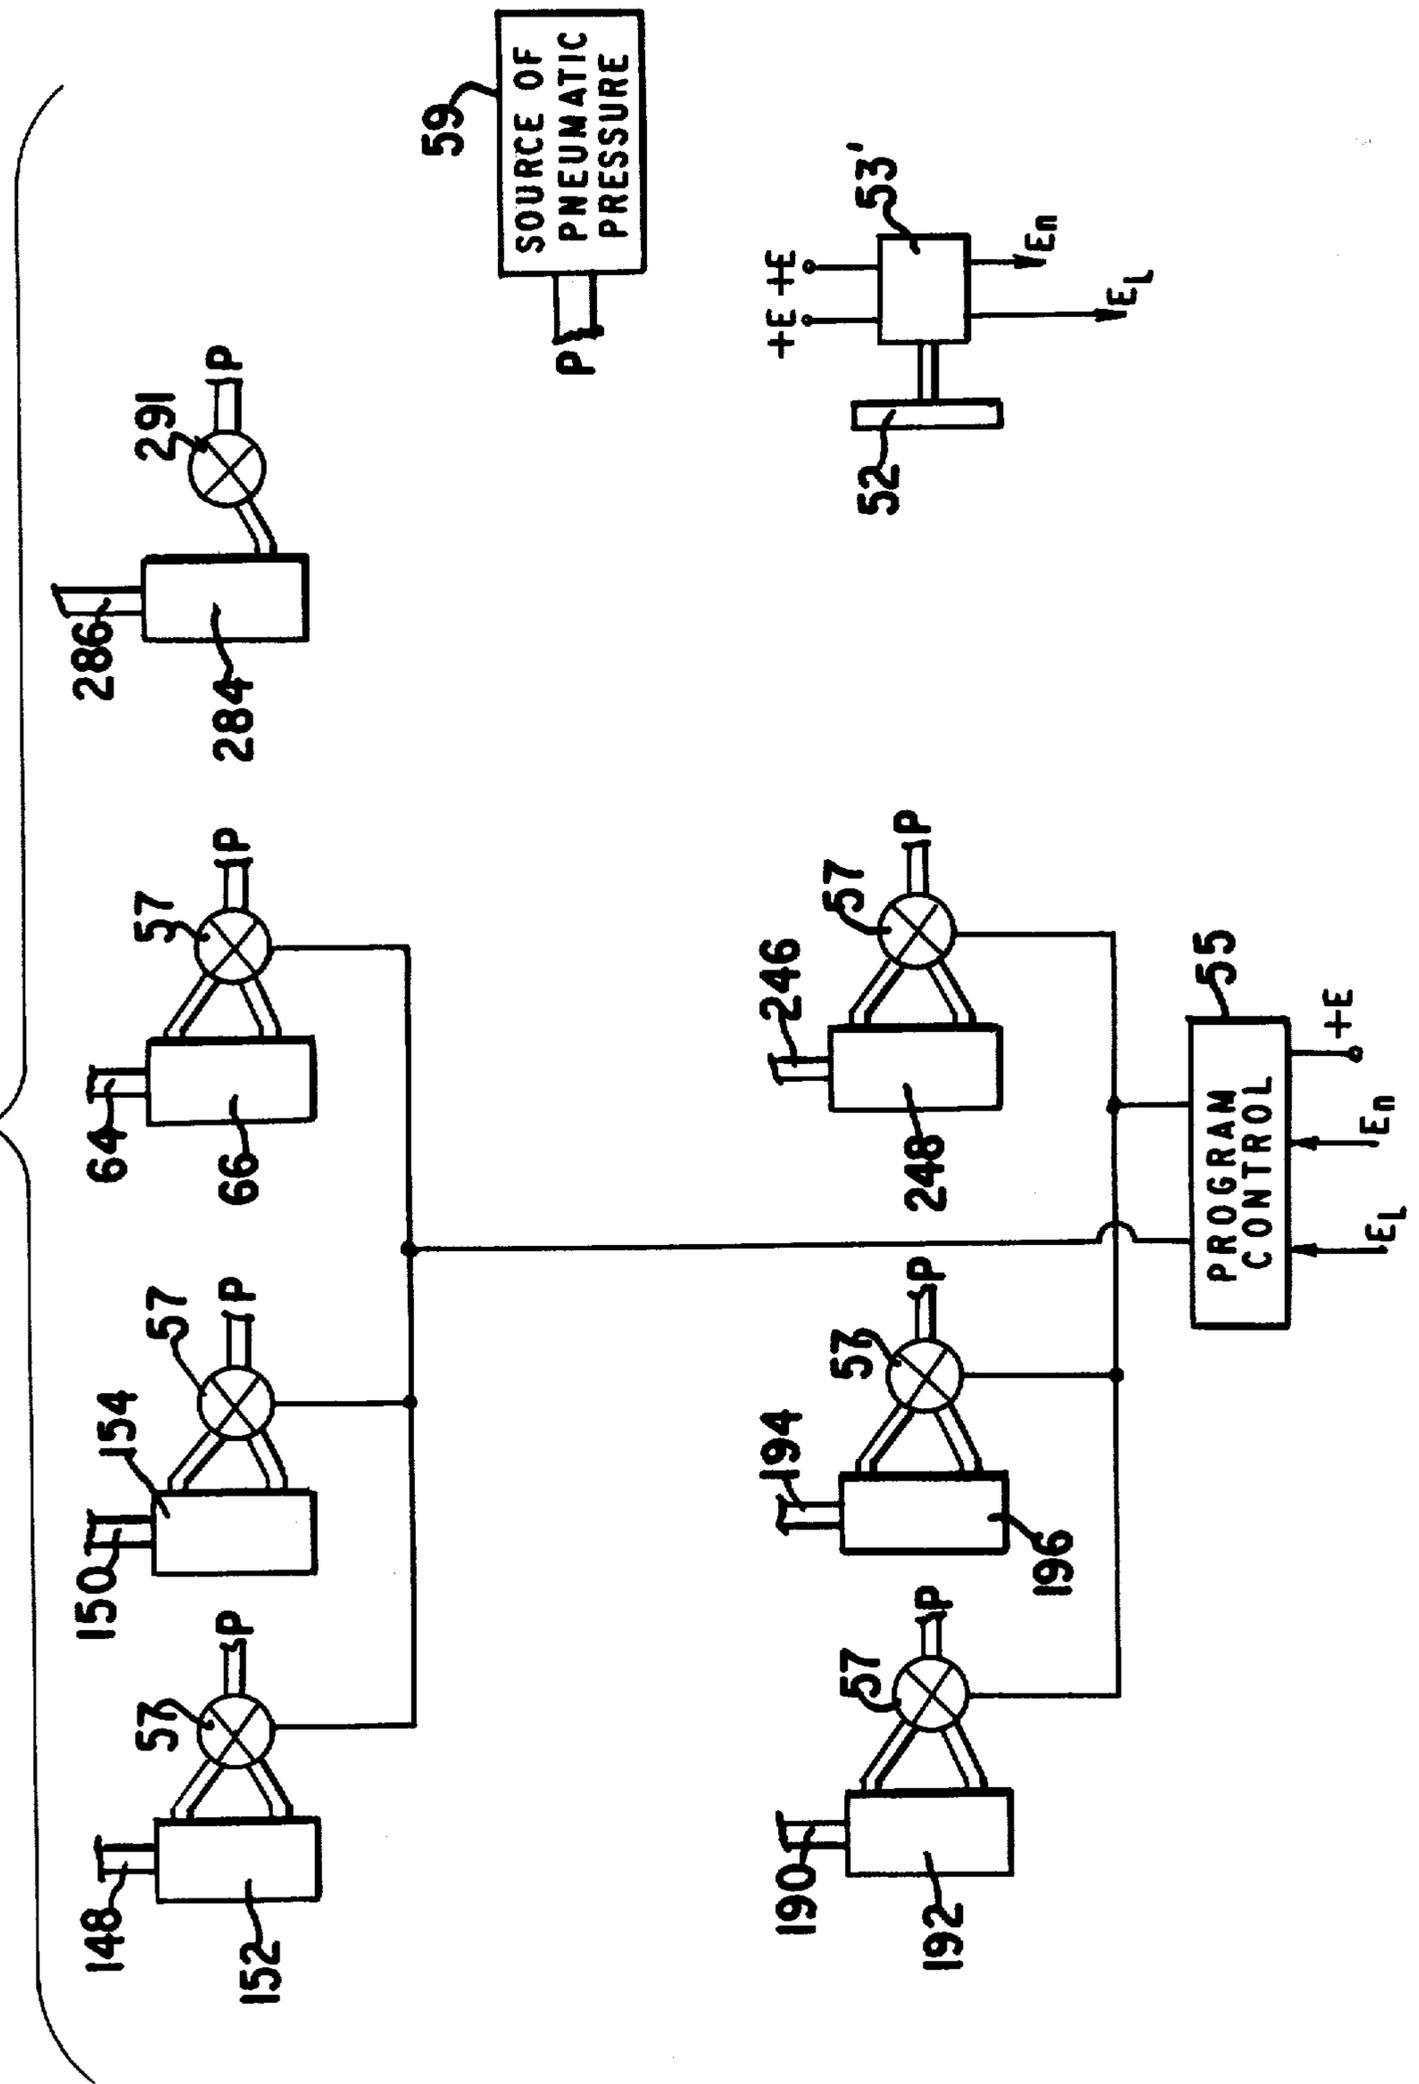 148
152
57
P
150
154
57
P
64
66
57
P
286
284
291
P
59
SOURCE OF
PNEUMATIC
PRESSURE
P
190
192
57
P
194
196
57
P
246
248
57
P
52
53'
+E
+E
En
EL
55
PROGRAM
CONTROL
EL
En
+E